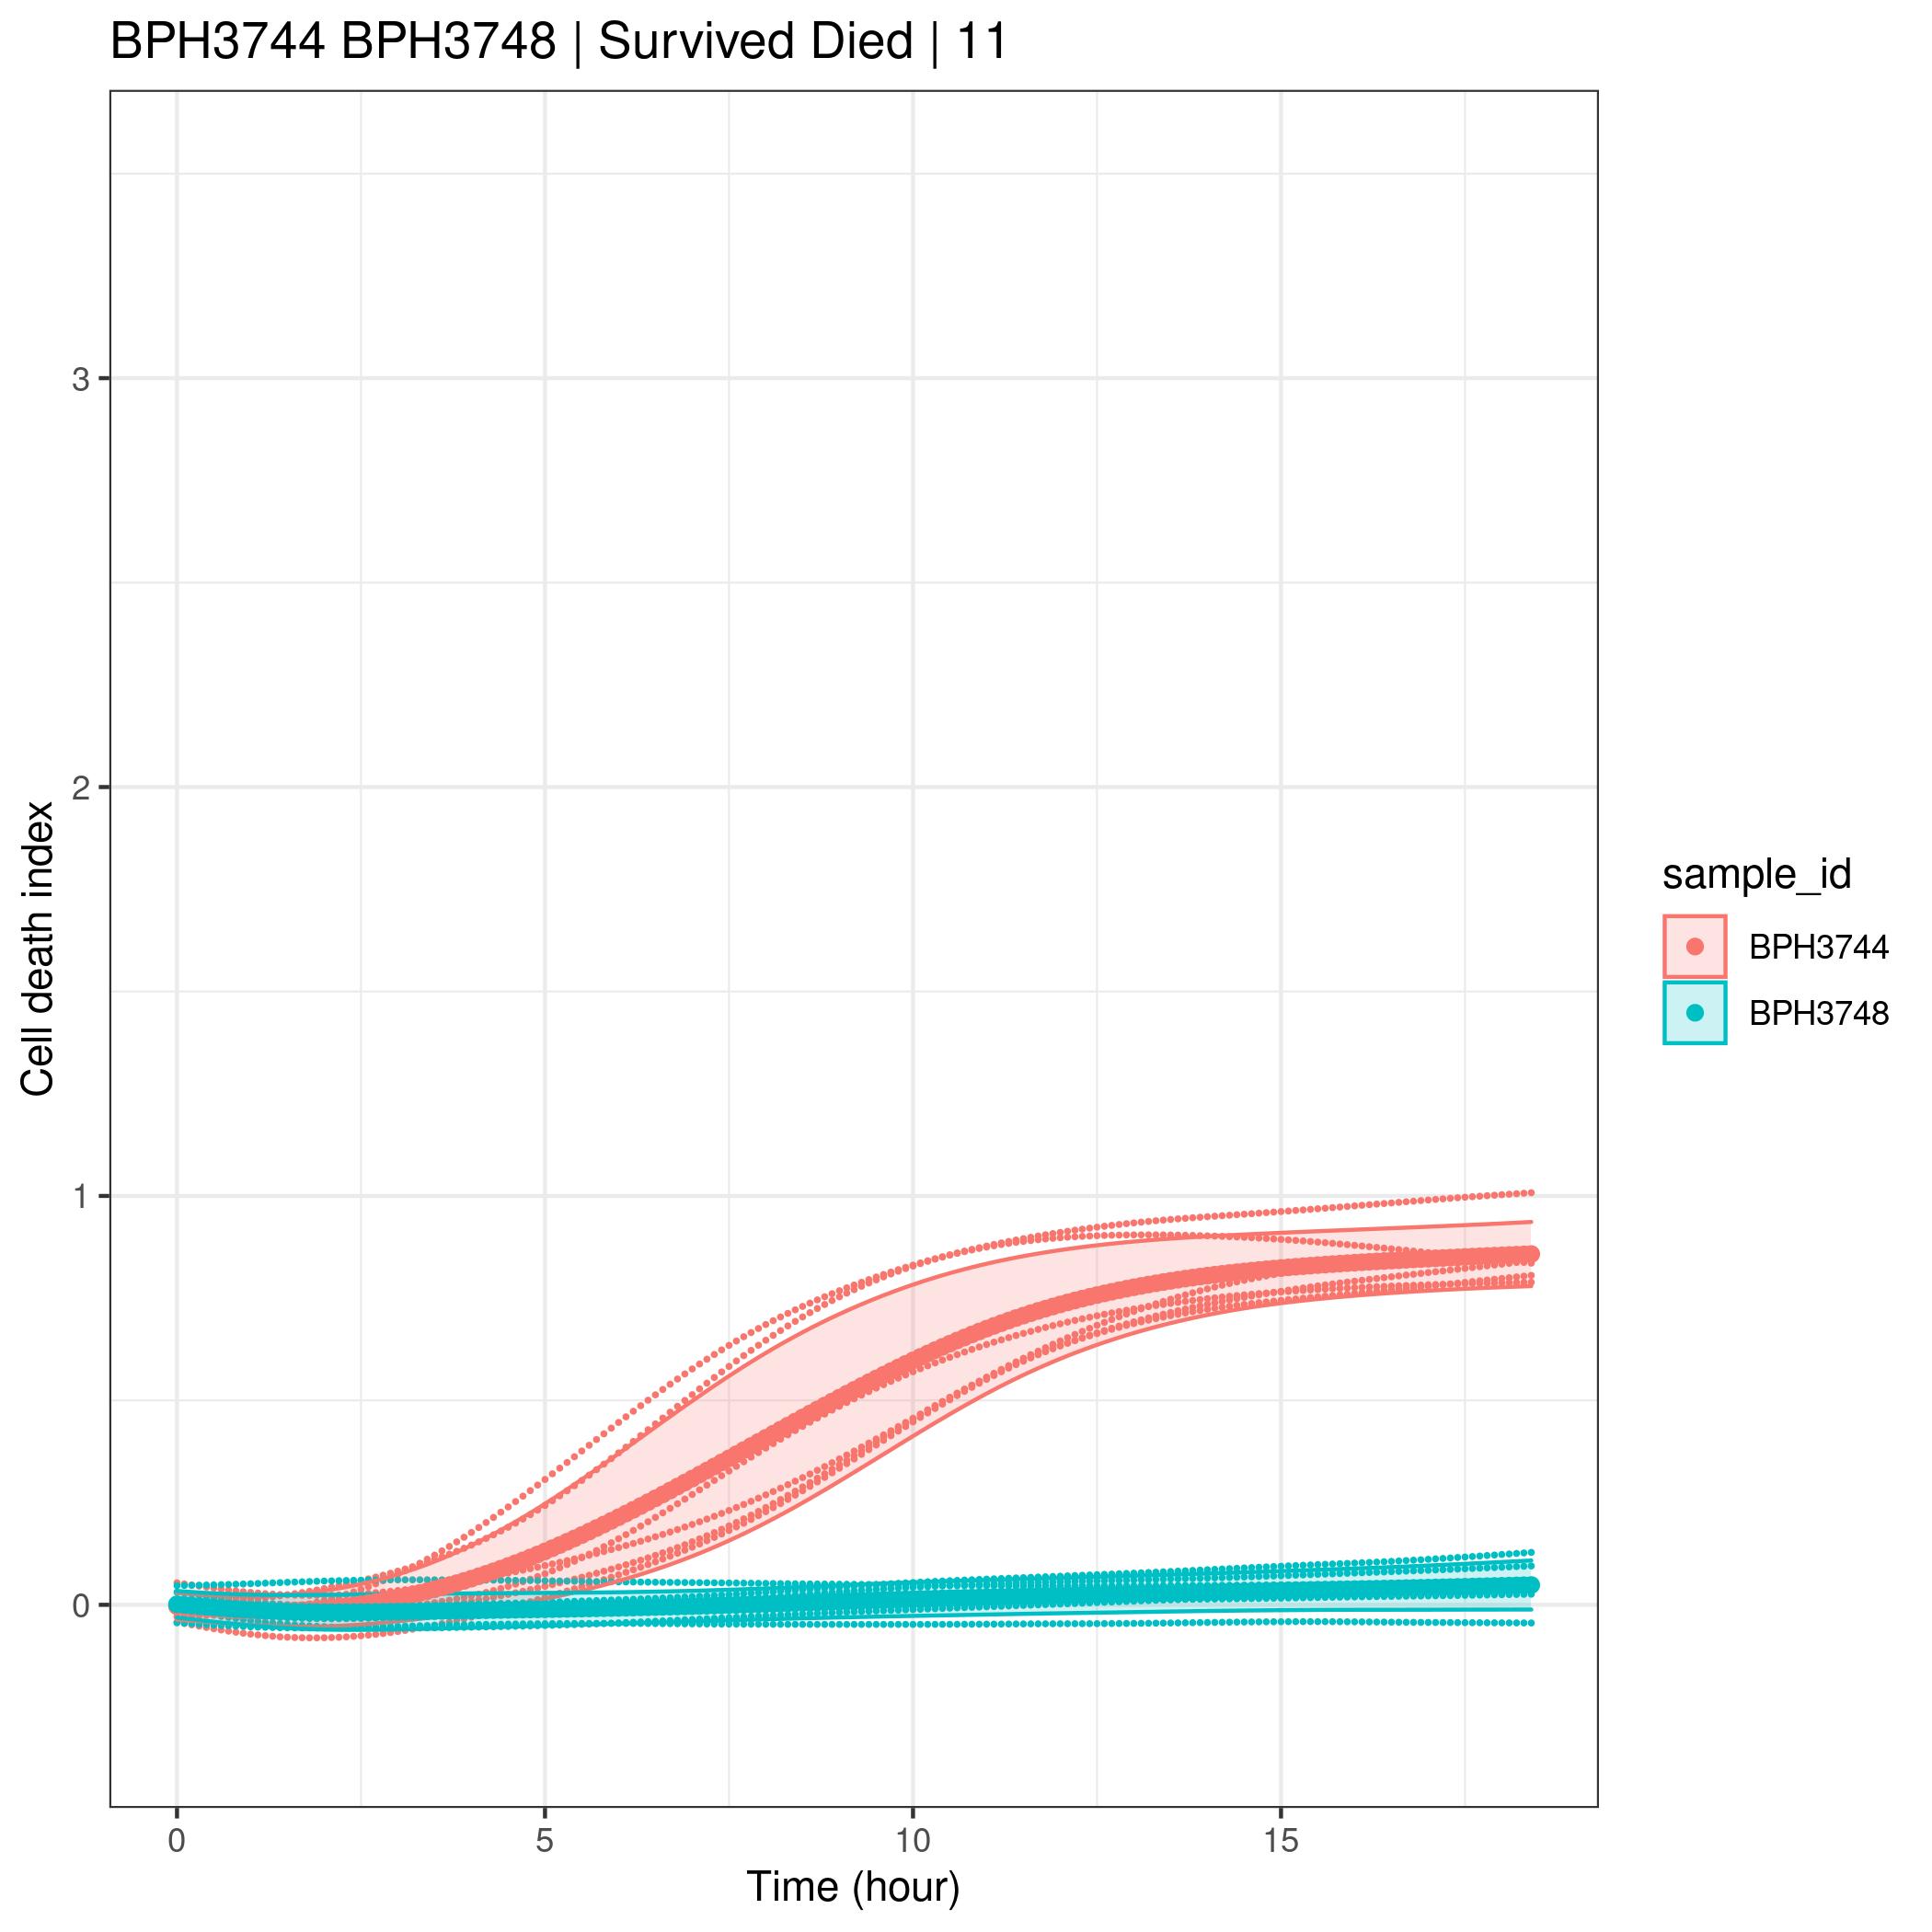 BPH3744 BPH3748 | Survived Died | 11
3
2
1
0
Cell death index
0 5 10 15
Time (hour)
sample_id
BPH3744
BPH3748